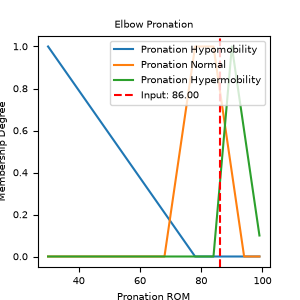 Elbow Pronation
Pronation Hypomobility
Pronation Normal
Pronation Hypermobility
Input: 86.00
Membership Degree
1.0
0.8
0.6
0.4
0.2
0.0
40 60 80 100
Pronation ROM